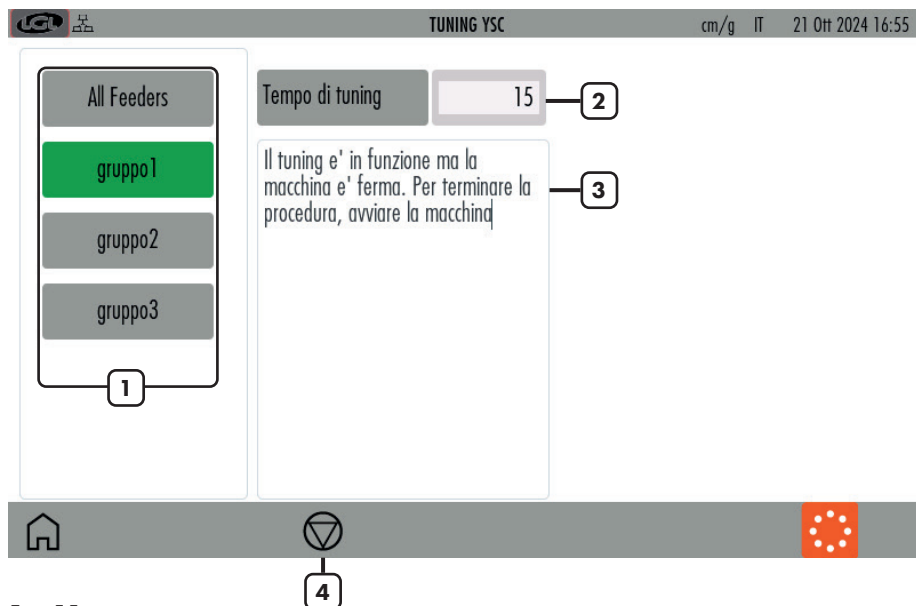 LGL
TUNING YSC
cm/g IT 21 Ott 2024 16:55
All Feeders
gruppo1
gruppo2
gruppo3
1
Tempo di tuning 15
2
Il tuning e' in funzione ma la
macchina e' ferma. Per terminare la
procedura, avviare la macchina
3
4